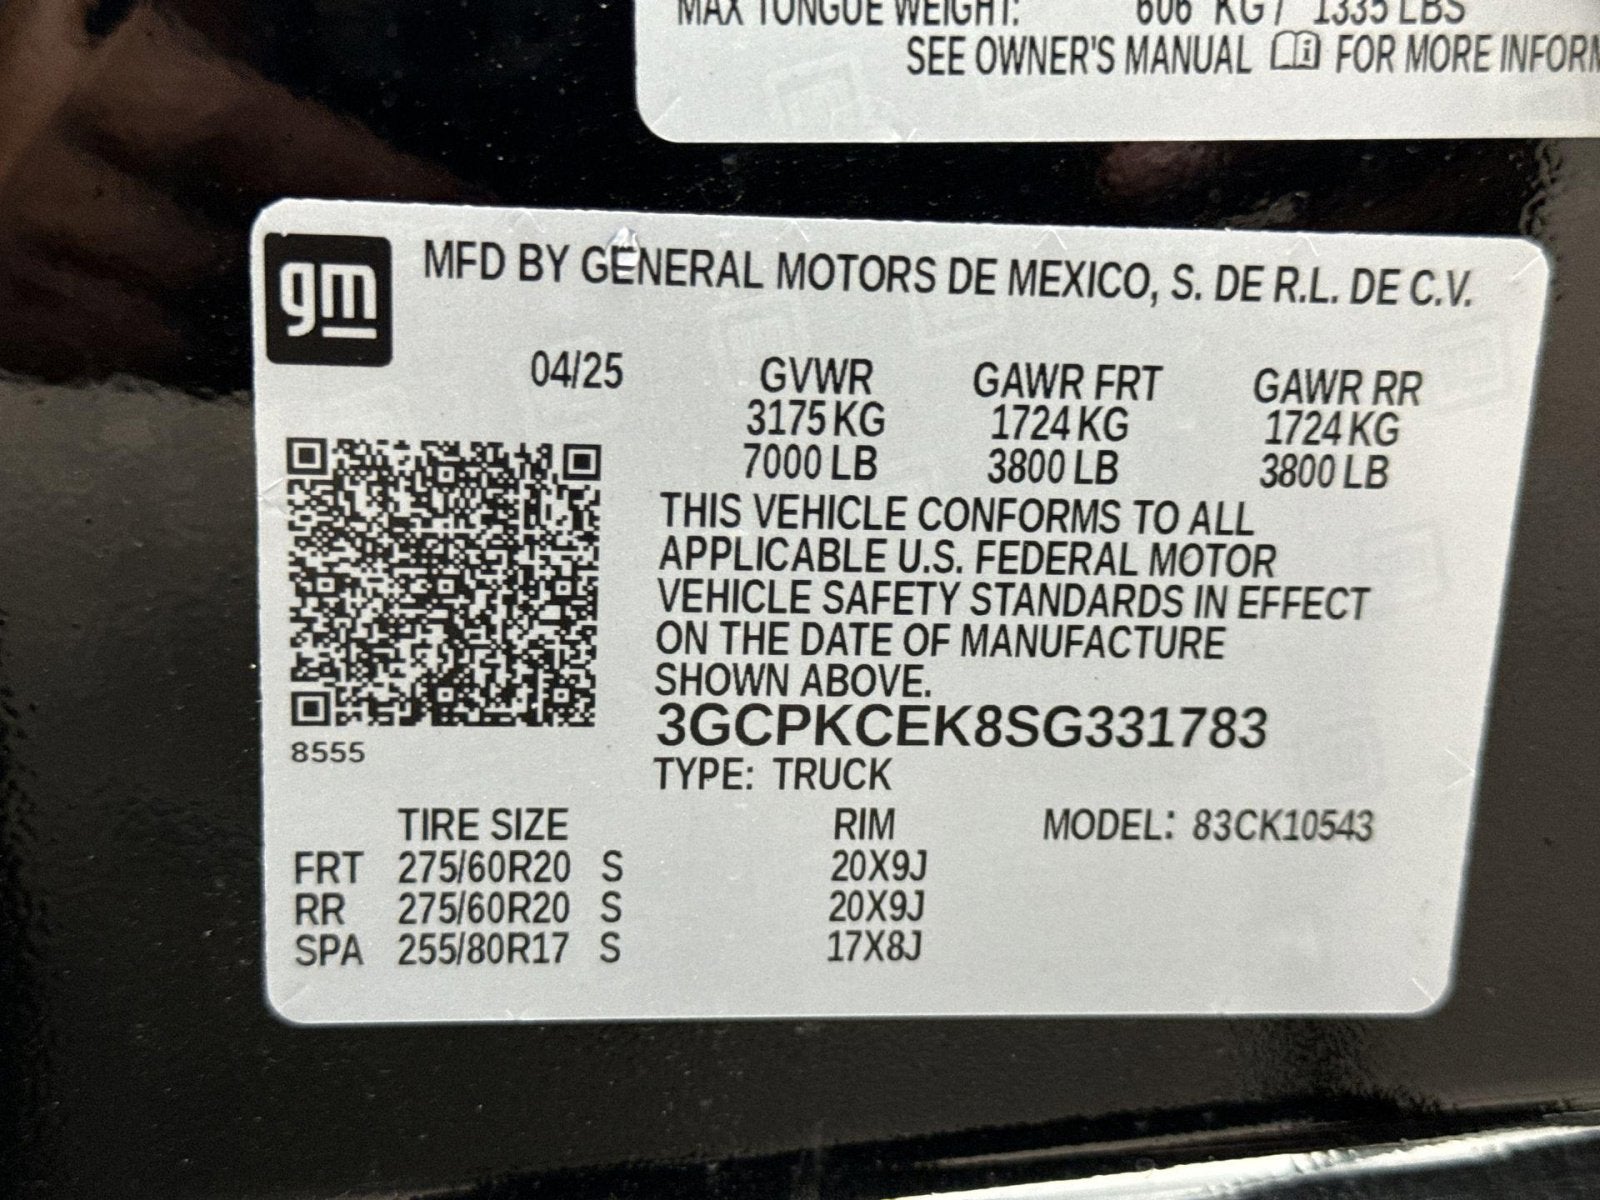 MAX TONGUE WEIGHT: 606 KG / 1335 LBS
SEE OWNER'S MANUAL FOR MORE
gm
MFD BY GENERAL MOTORS DE MEXICO, S. DE R.L. DE C.V.
04/25 GVWR GAWR FRT GAWR RR
3175 KG 1724 KG 1724 KG
7000 LB 3800 LB 3800 LB
THIS VEHICLE CONFORMS TO ALL
APPLICABLE U.S. FEDERAL MOTOR
VEHICLE SAFETY STANDARDS IN EFFECT
ON THE DATE OF MANUFACTURE
SHOWN ABOVE.
3GCPKCEK8SG331783
8555
TYPE: TRUCK
TIRE SIZE RIM MODEL: 83CK10543
FRT 275/60R20 S 20X9J
RR 275/60R20 S 20X9J
SPA 255/80R17 S 17X8J